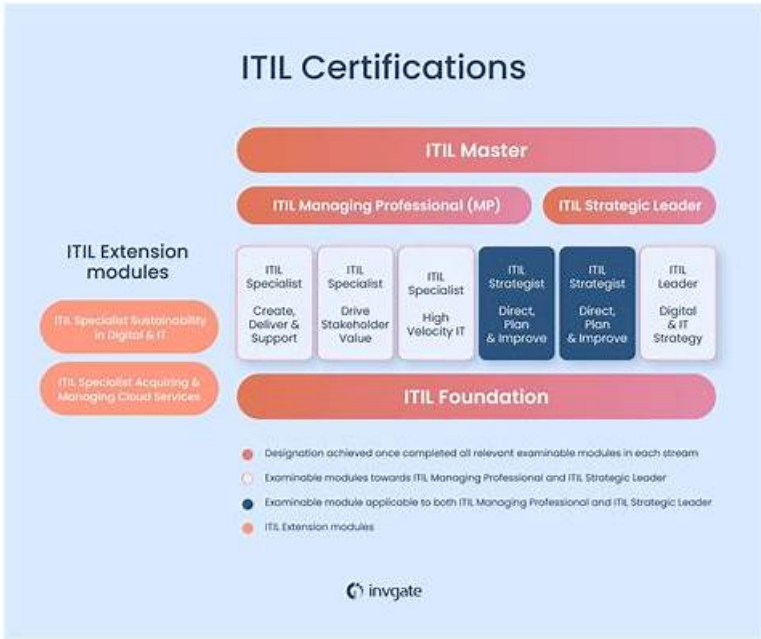 ITIL Certifications
ITIL Master
ITIL Managing Professional (MP)
ITIL Strategic Leader
ITIL Extension
modules
ITIL Specialist Sustainability
in Digital & IT
ITIL Specialist Acquiring &
Managing Cloud Services
ITIL
Specialist
Create,
Deliver &
Support
ITIL
Specialist
Drive
Stakeholder
Value
ITIL
Specialist
High
Velocity IT
ITIL
Strategist
Direct,
Plan
& Improve
ITIL
Strategist
Direct,
Plan
& Improve
ITIL
Leader
Digital
& IT
Strategy
ITIL Foundation
Designation achieved once completed all relevant examinable modules in each stream
Examinable modules towards ITIL Managing Professional and ITIL Strategic Leader
Examinable module applicable to both ITIL Managing Professional and ITIL Strategic Leader
ITIL Extension modules
invgate